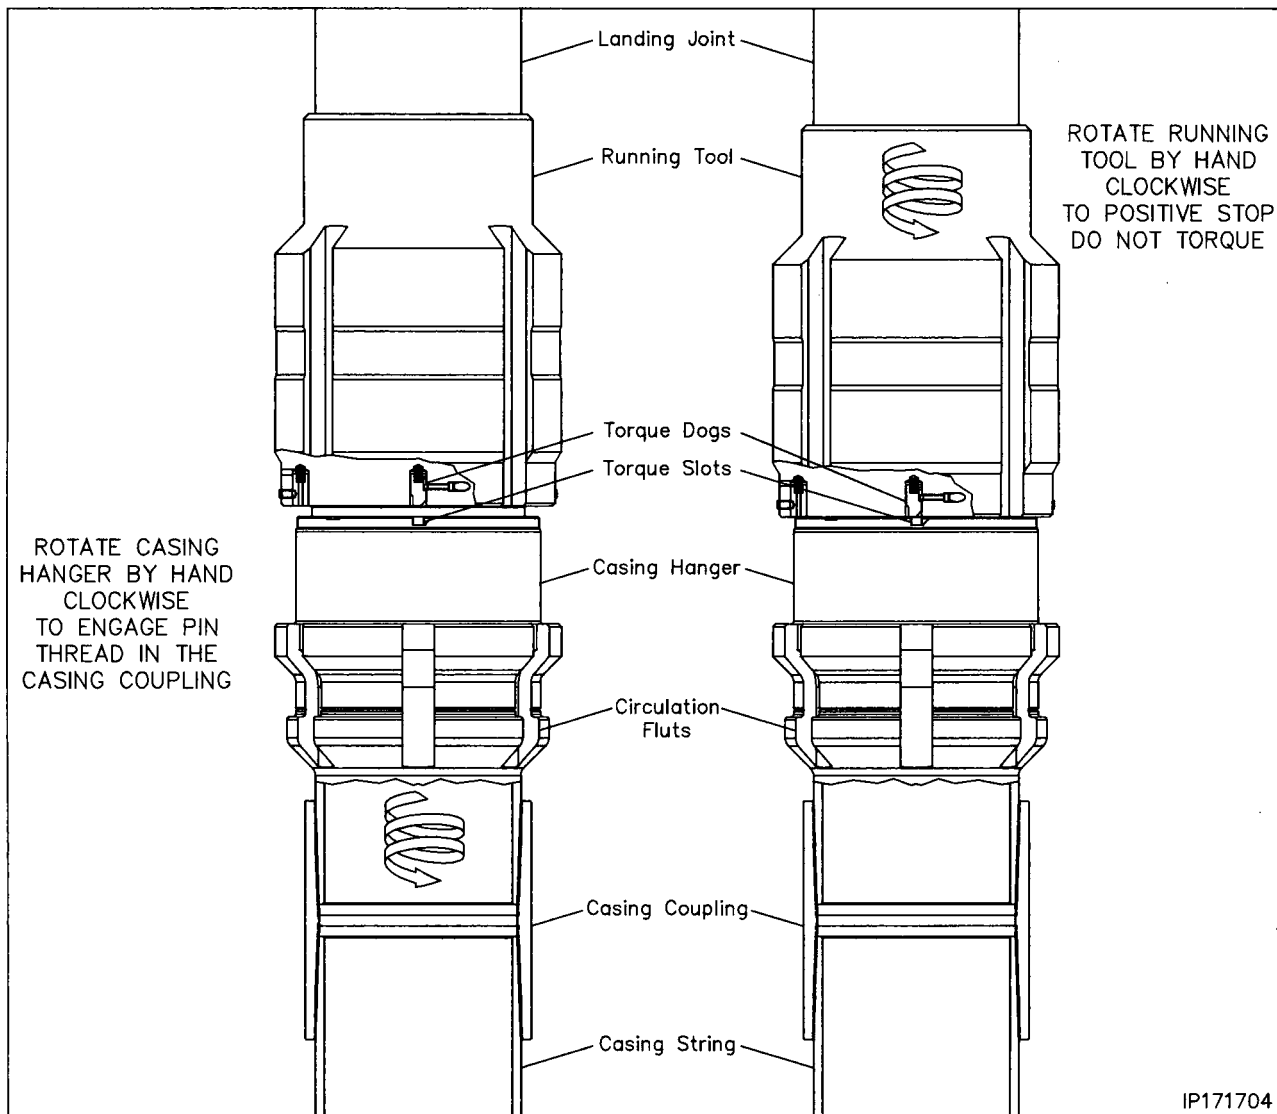 Landing Joint
Running Tool
ROTATE RUNNING
TOOL BY HAND
CLOCKWISE
TO POSITIVE STOP
DO NOT TORQUE
Torque Dogs
Torque Slots
ROTATE CASING
HANGER BY HAND
CLOCKWISE
TO ENGAGE PIN
THREAD IN THE
CASING COUPLING
Casing Hanger
Circulation
Fluts
Casing Coupling
Casing String
IP171704